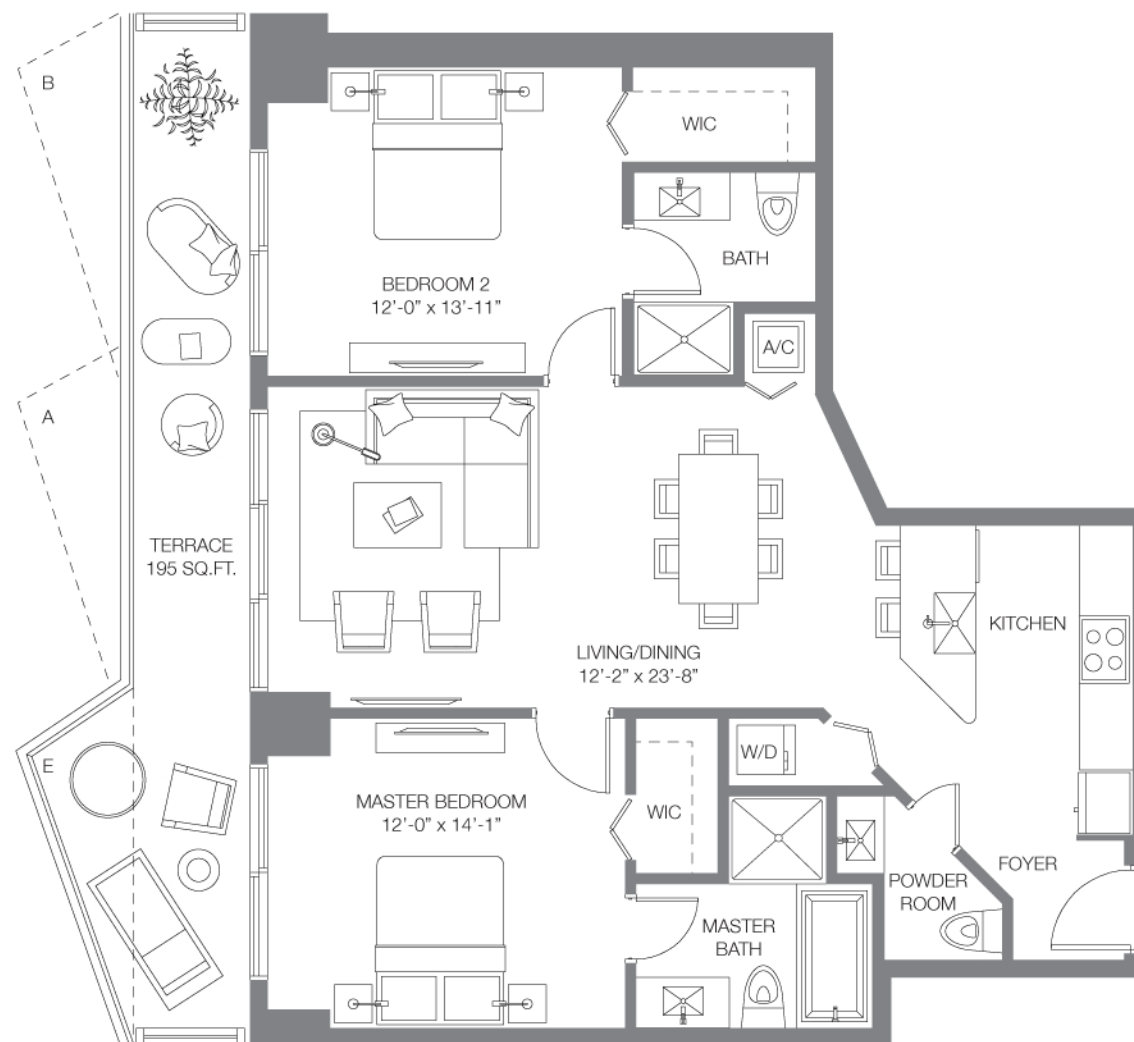 B
WIC
BATH
BEDROOM 2
12’-0” x 13’-11”
A/C
A
TERRACE
195 SQ.FT.
KITCHEN
LIVING/DINING
12’-2” x 23’-8”
E
W/D
MASTER BEDROOM
12’-0” x 14’-1”
WIC
FOYER
POWDER
ROOM
MASTER
BATH